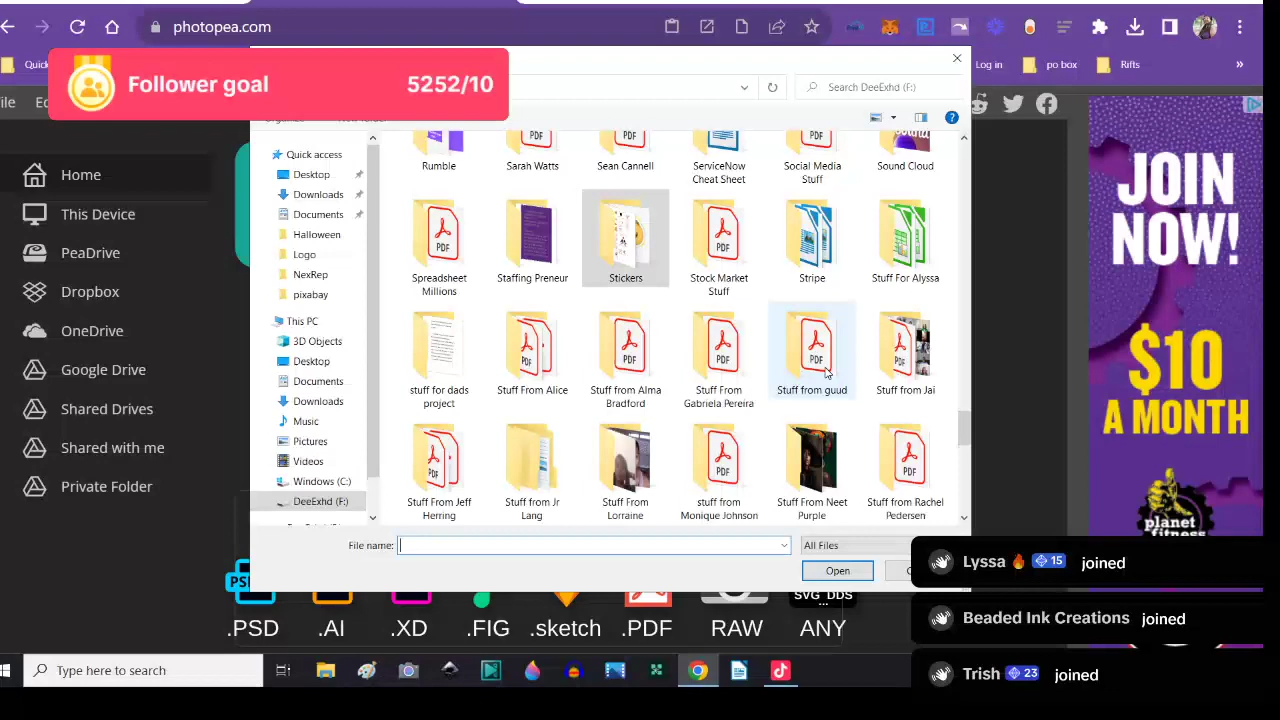 photopea.com
Quick
Log in
po box
Rifts
»
Follower goal 5252/10
Search DeeExhd (F:)
Home
This Device
PeaDrive
Dropbox
OneDrive
Google Drive
Shared Drives
Shared with me
Private Folder
Quick access
Desktop
Downloads
Documents
Halloween
Logo
NexRep
pixabay
This PC
3D Objects
Desktop
Documents
Downloads
Music
Pictures
Videos
Windows (C:)
DeeExhd (F:)
Rumble
Sarah Watts
Sean Cannell
ServiceNow
Cheat Sheet
Social Media
Stuff
Sound Cloud
Spreadsheet
Millions
Staffing Preneur
Stickers
Stock Market
Stuff
Stripe
Stuff For Alyssa
stuff for dads
project
Stuff From Alice
Stuff from Alma
Bradford
Stuff From
Gabriela Pereira
Stuff from guud
Stuff from Jai
Stuff From Jeff
Herring
Stuff from Jr
Lang
Stuff From
Lorraine
stuff from
Monique Johnson
Stuff From Neet
Purple
Stuff from Rachel
Pedersen
File name:
All Files
Open
.PSD
.AI
.XD
.FIG
.sketch
.PDF
RAW
ANY
JOIN
NOW!
$10
A MONTH
planet
fitness
Lyssa 🔥 15 joined
Beaded Ink Creations joined
Trish 23 joined
Type here to search